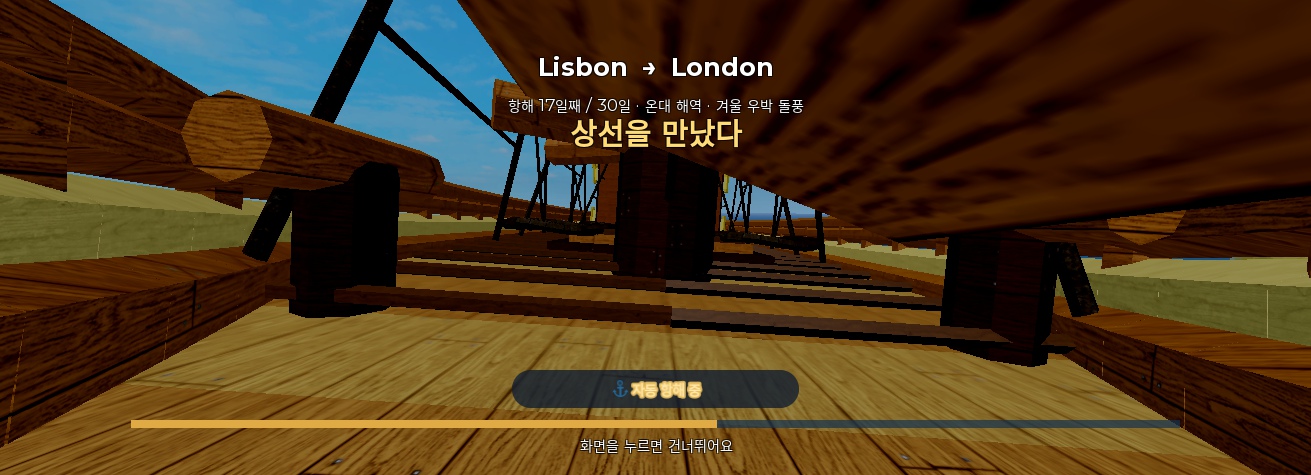 Lisbon → London
항해 17일째 / 30일 · 온대 해역 · 겨울 우박 돌풍
상선을 만났다
자동 항해 중
화면을 누르면 건너뛰어요